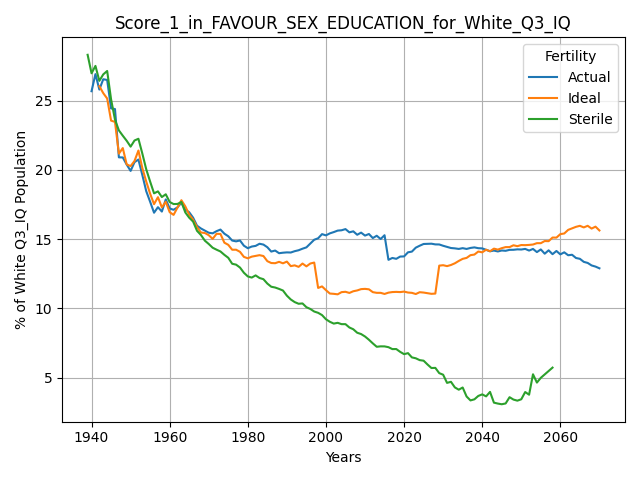 Score_1_in_FAVOUR_SEX_EDUCATION_for_White_Q3_IQ
Fertility
Actual
Ideal
Sterile
% of White Q3_IQ Population
25
20
15
10
5
1940 1960 1980 2000 2020 2040 2060
Years